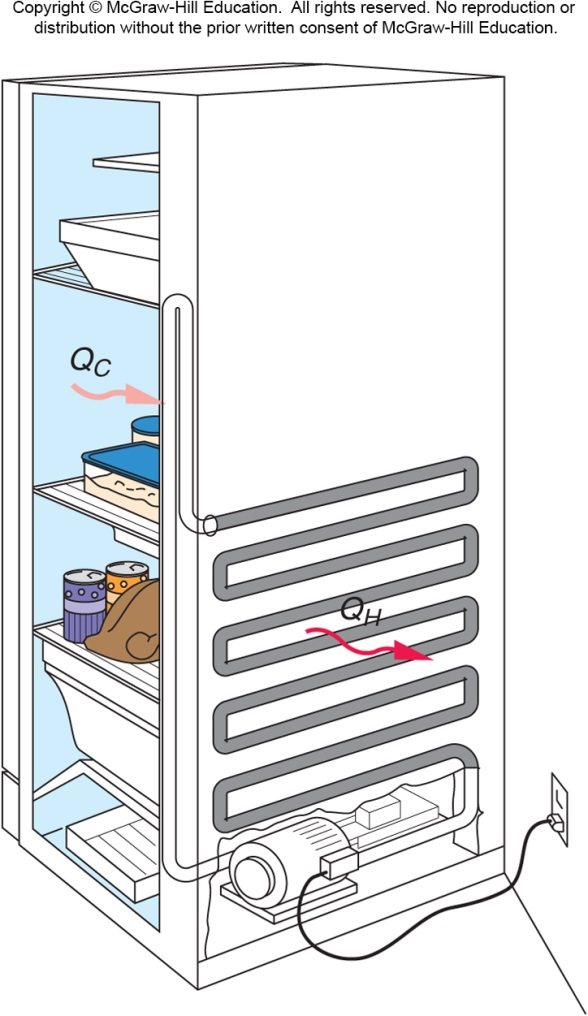 Copyright © McGraw-Hill Education.  All rights reserved. No reproduction or
distribution without the prior written consent of McGraw-Hill Education.
QC
QH